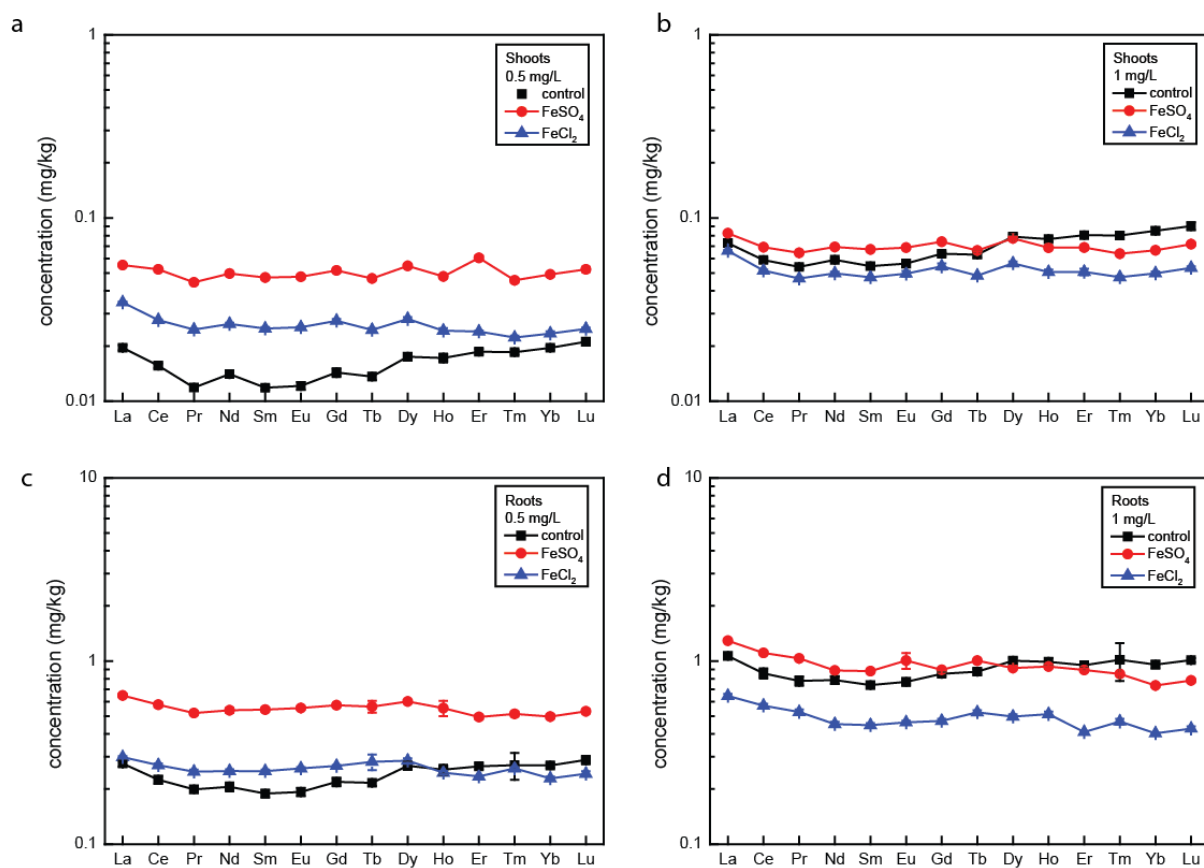 a
1
0.1
0.01
concentration (mg/kg)
Shoots
0.5 mg/L
control
FeSO₄
FeCl₂
La Ce Pr Nd Sm Eu Gd Tb Dy Ho Er Tm Yb Lu
b
1
0.1
0.01
concentration (mg/kg)
Shoots
1 mg/L
control
FeSO₄
FeCl₂
La Ce Pr Nd Sm Eu Gd Tb Dy Ho Er Tm Yb Lu
c
10
1
0.1
concentration (mg/kg)
Roots
0.5 mg/L
control
FeSO₄
FeCl₂
La Ce Pr Nd Sm Eu Gd Tb Dy Ho Er Tm Yb Lu
d
10
1
0.1
concentration (mg/kg)
Roots
1 mg/L
control
FeSO₄
FeCl₂
La Ce Pr Nd Sm Eu Gd Tb Dy Ho Er Tm Yb Lu